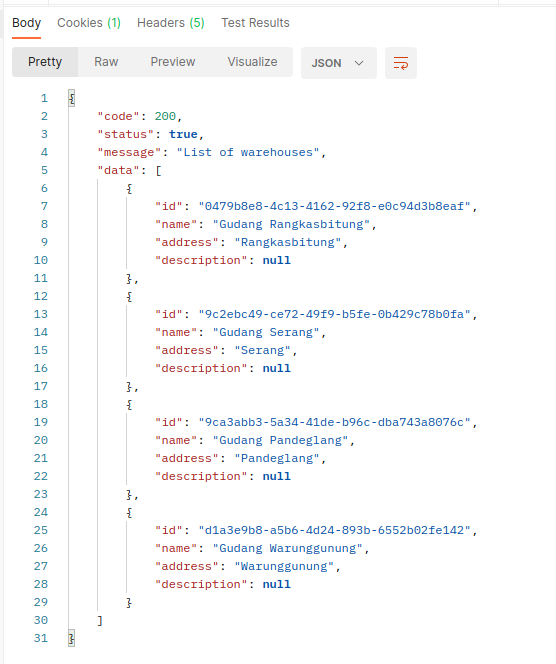 Body Cookies (1) Headers (5) Test Results
Pretty Raw Preview Visualize JSON
1 {
2 "code": 200,
3 "status": true,
4 "message": "List of warehouses",
5 "data": [
6 {
7 "id": "0479b8e8-4c13-4162-92f8-e0c94d3b8eaf",
8 "name": "Gudang Rangkasbitung",
9 "address": "Rangkasbitung",
10 "description": null
11 },
12 {
13 "id": "9c2ebc49-ce72-49f9-b5fe-0b429c78b0fa",
14 "name": "Gudang Serang",
15 "address": "Serang",
16 "description": null
17 },
18 {
19 "id": "9ca3abb3-5a34-41de-b96c-dba743a8076c",
20 "name": "Gudang Pandeglang",
21 "address": "Pandeglang",
22 "description": null
23 },
24 {
25 "id": "d1a3e9b8-a5b6-4d24-893b-6552b02fe142",
26 "name": "Gudang Warunggunung",
27 "address": "Warunggunung",
28 "description": null
29 }
30 ]
31 }